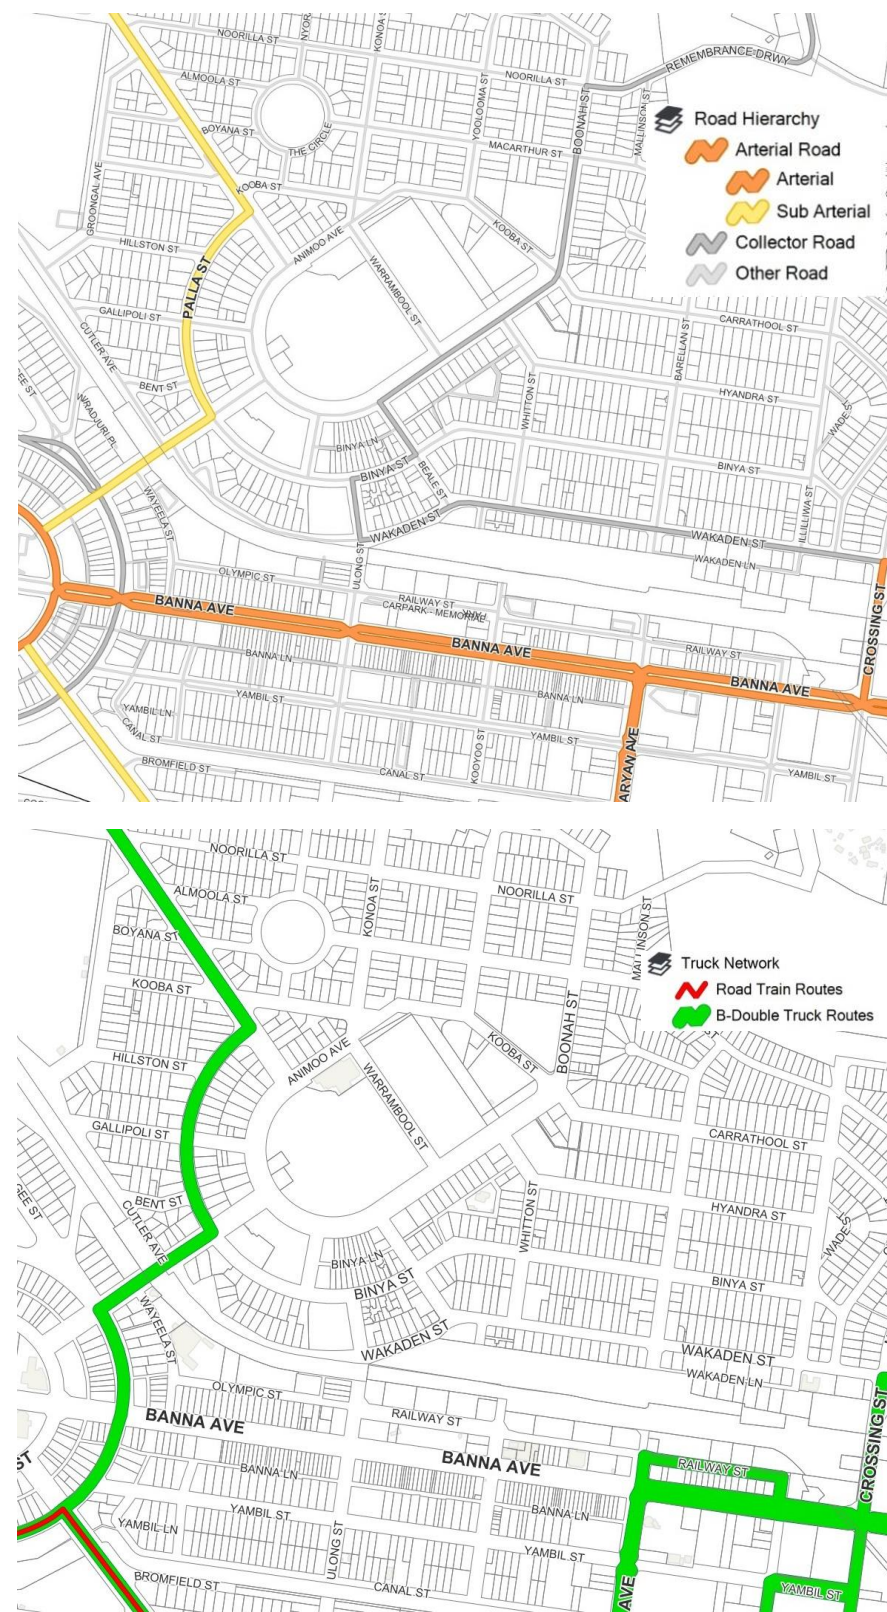 NOORILLA ST
NYOR
KONOA S
ALMOOLA ST
YOOLOOMA ST
NOORILLA ST
BOONAH ST
REMEMBRANCE DRWY
MALLINSON ST
BOYANA ST
THE CIRCLE
MACARTHUR ST
Road Hierarchy
Arterial Road
Arterial
Sub Arterial
Collector Road
Other Road
GROONGAL AVE
KOOBA ST
HILLSTON ST
ANIMOO AVE
KOOBA ST
PALLA ST
WARRAMBOOL ST
GALLIPOLI ST
CUTLER AVE
CARRATHOOL ST
BARELLAN ST
BENT ST
WHITTON ST
HYANDRA ST
WADE ST
GEE ST
WIRADJURI PL
BINYA LN
BINYA ST
BEALE ST
BINYA ST
WAYEELA ST
WAKADEN ST
ILLILLIWA ST
WAKADEN ST
WAKADEN LN
ULONG ST
OLYMPIC ST
RAILWAY ST
CARPARK - MEMORIAL
BANNA AVE
BANNA AVE
RAILWAY ST
CROSSING ST
BANNA LN
BANNA AVE
YAMBIL ST
BANNA LN
YAMBIL LN
CANAL ST
KOOYOO ST
YAMBIL ST
ARYAN AVE
BROMFIELD ST
CANAL ST
YAMBIL ST
NOORILLA ST
ALMOOLA ST
KONOA ST
NOORILLA ST
MALLINSON ST
BOYANA ST
Truck Network
Road Train Routes
B-Double Truck Routes
KOOBA ST
HILLSTON ST
ANIMOO AVE
WARRAMBOOL ST
KOOBA ST
BOONAH ST
GALLIPOLI ST
CARRATHOOL ST
GEE ST
BENT ST
CUTLER AVE
WHITTON ST
HYANDRA ST
WADE ST
BINYA LN
BINYA ST
BINYA ST
WAYEELA ST
WAKADEN ST
WAKADEN ST
WAKADEN LN
OLYMPIC ST
BANNA AVE
RAILWAY ST
CROSSING ST
ST
BANNA AVE
RAILWAY ST
BANNA LN
YAMBIL ST
BANNA LN
YAMBIL LN
ULONG ST
YAMBIL ST
BROMFIELD ST
CANAL ST
AVE
YAMBIL ST